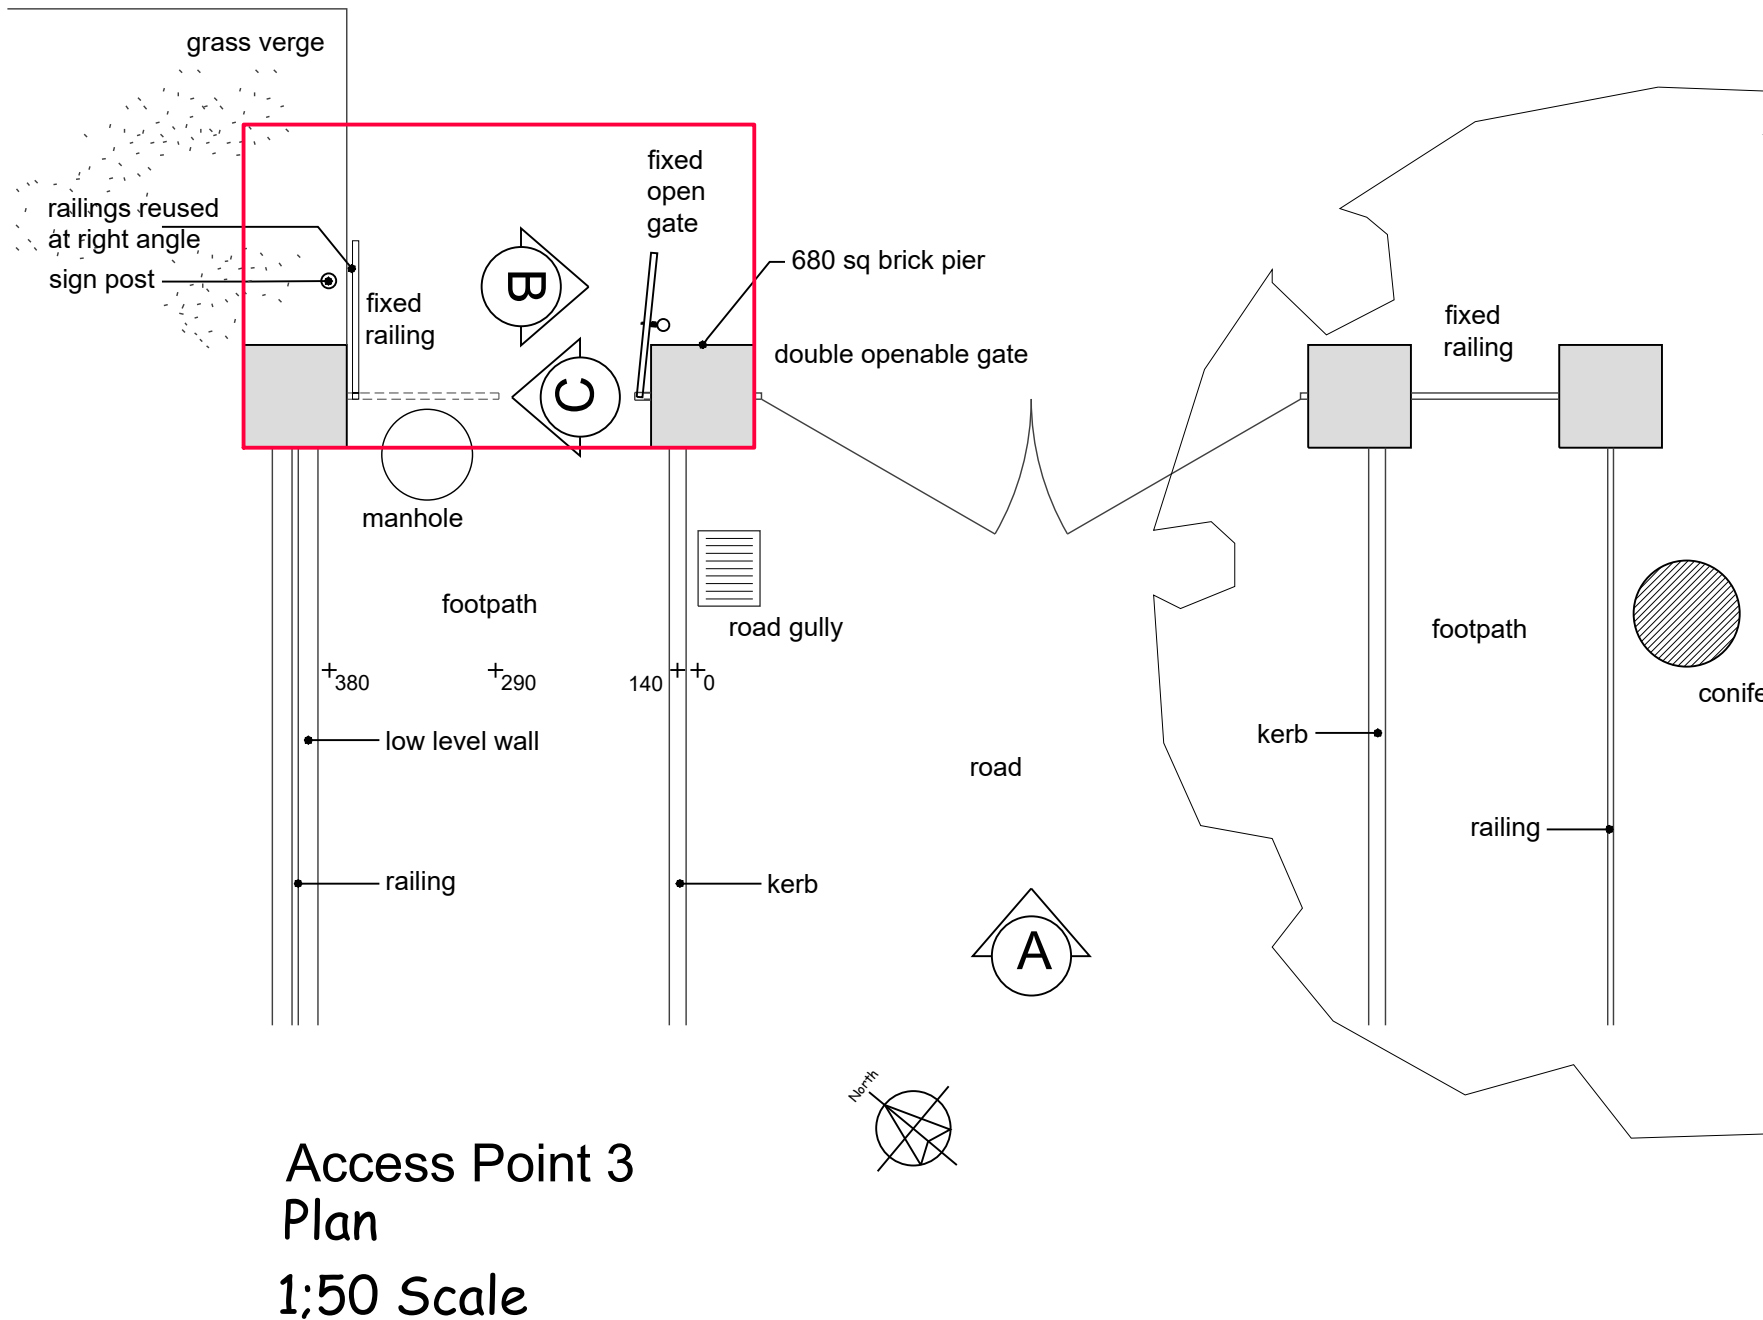 grass verge
fixed
open
gate
railings reused
at right angle
sign post
680 sq brick pier
B
fixed
railing
fixed
railing
double openable gate
C
manhole
footpath
road gully
footpath
380
290
140
0
conife
low level wall
kerb
road
railing
railing
kerb
A
North
Access Point 3
Plan
1;50 Scale